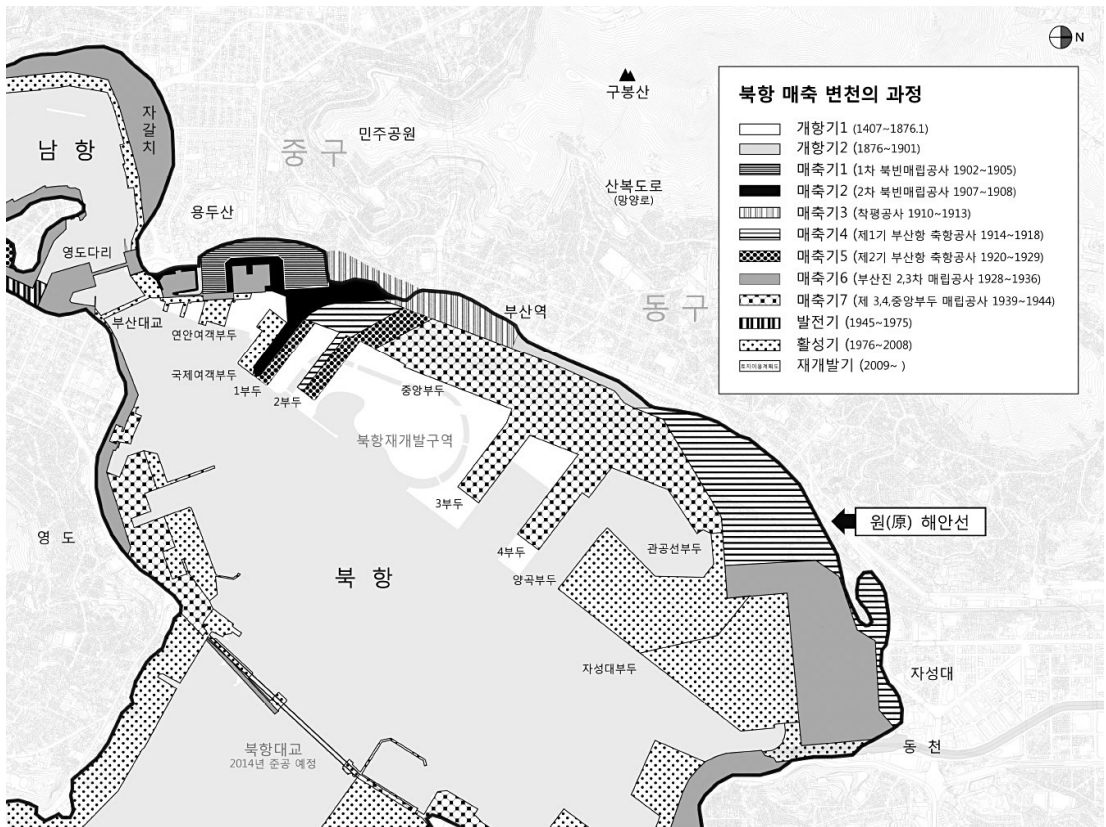 N
구봉산
민주공원
중구
자갈치
남 항
용두산
산복도로
(망양로)
영도다리
부산대교
연안여객부두
국제여객부두
1부두
2부두
부산역
동구
중앙부두
북항재개발구역
3부두
4부두
관공선부두
양곡부두
영 도
북 항
자성대부두
자성대
동 천
북항대교
2014년 준공 예정
원(原) 해안선
북항 매축 변천의 과정
개항기1 (1407~1876.1)
개항기2 (1876~1901)
매축기1 (1차 북빈매립공사 1902~1905)
매축기2 (2차 북빈매립공사 1907~1908)
매축기3 (착평공사 1910~1913)
매축기4 (제1기 부산항 축항공사 1914~1918)
매축기5 (제2기 부산항 축항공사 1920~1929)
매축기6 (부산진 2,3차 매립공사 1928~1936)
매축기7 (제 3,4,중앙부두 매립공사 1939~1944)
발전기 (1945~1975)
활성기 (1976~2008)
토지이용계획도 재개발기 (2009~ )